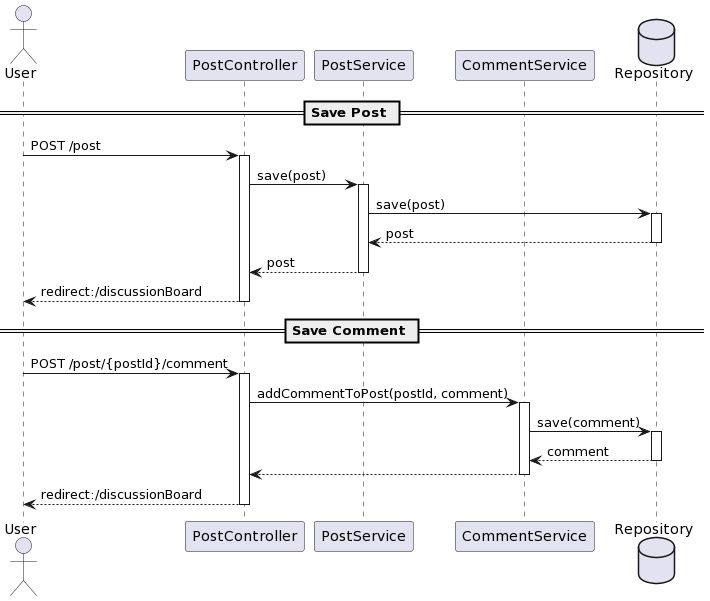 User
PostController
PostService
CommentService
Repository
Save Post
POST /post
save(post)
save(post)
post
post
redirect:/discussionBoard
Save Comment
POST /post/{postId}/comment
addCommentToPost(postId, comment)
save(comment)
comment
redirect:/discussionBoard
User
PostController
PostService
CommentService
Repository